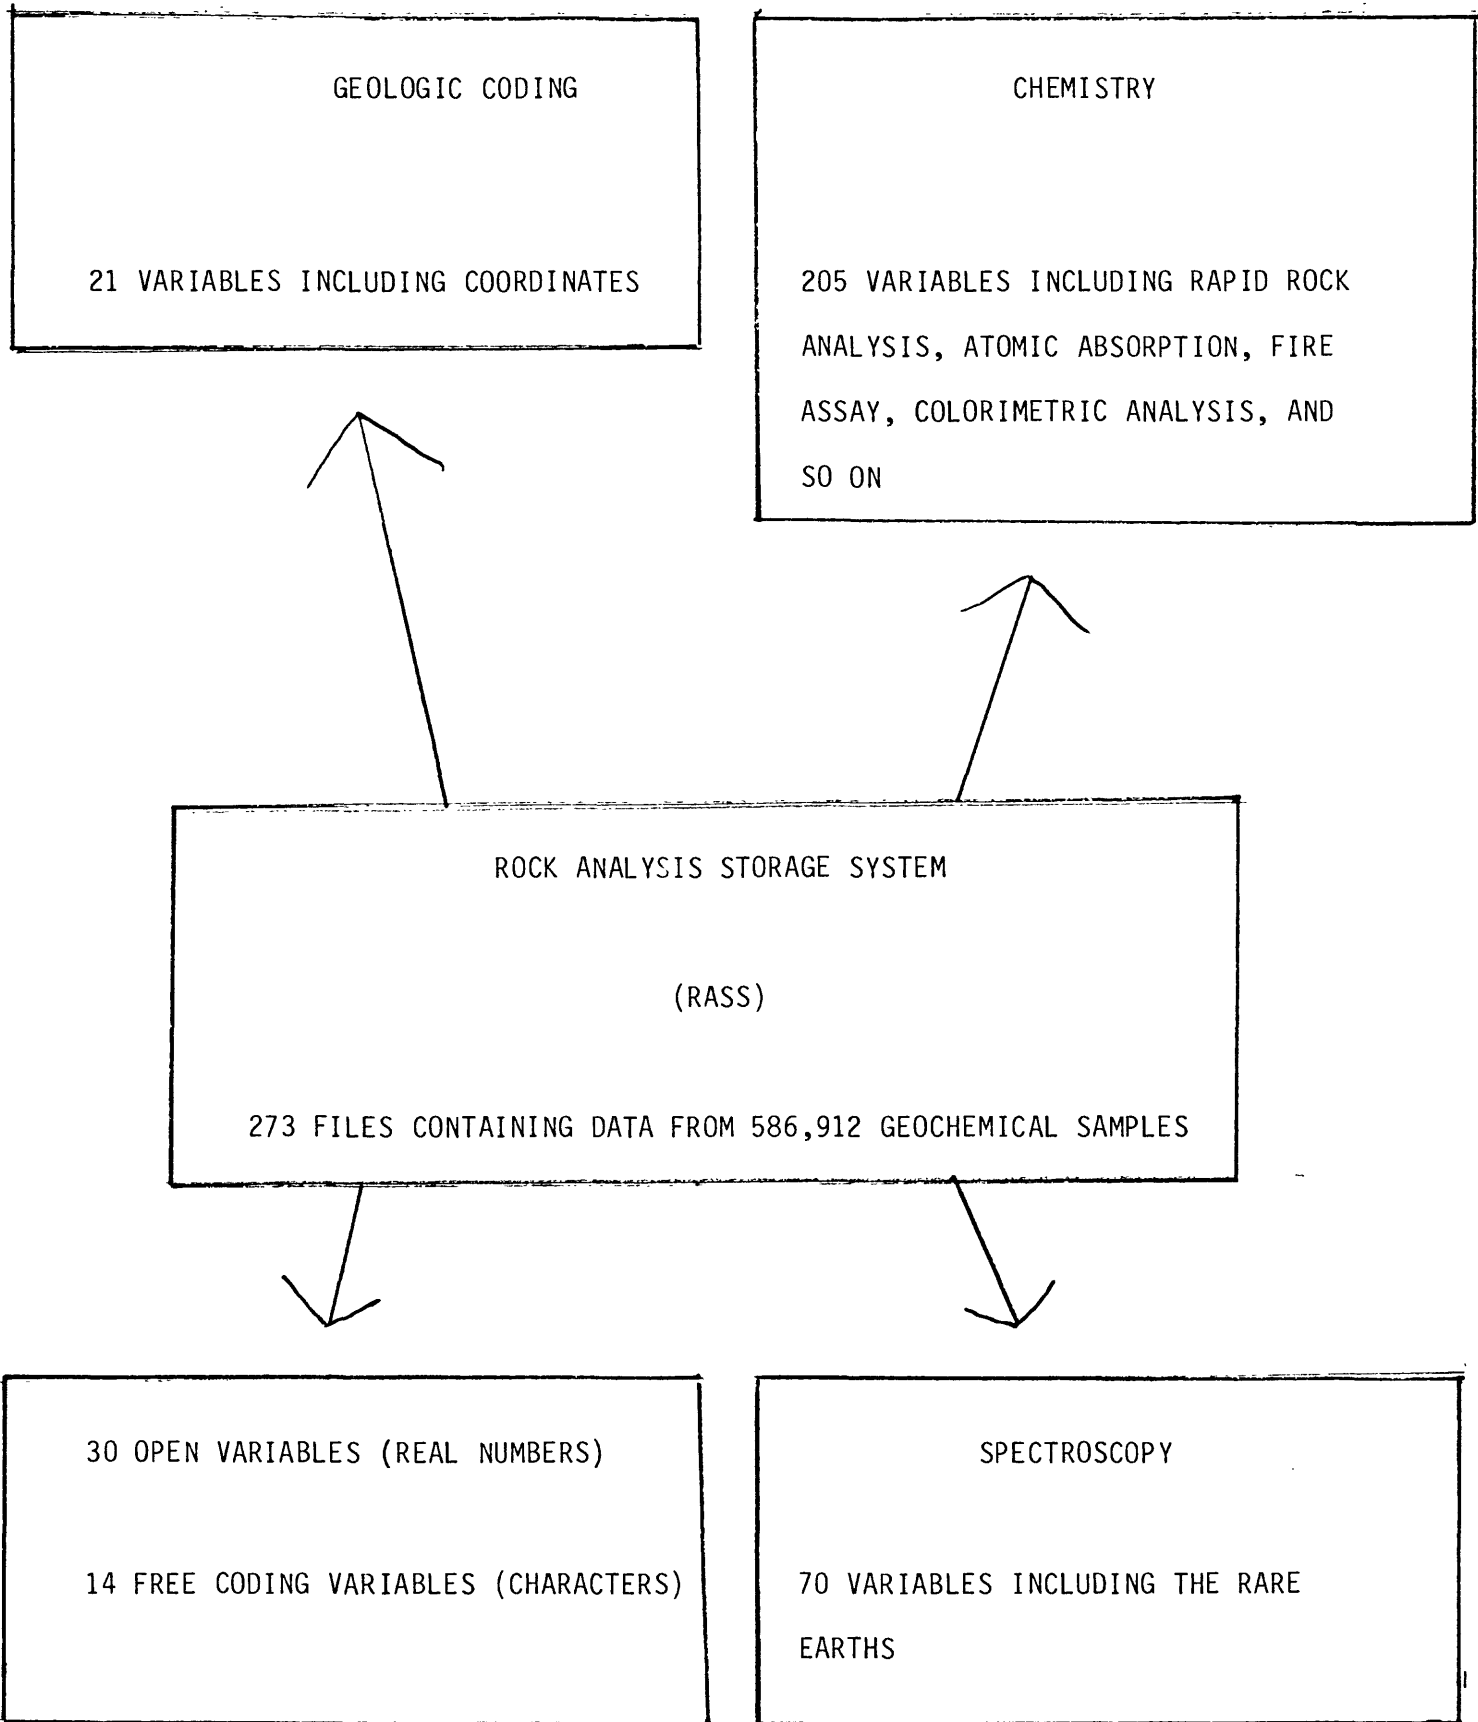 GEOLOGIC CODING
21 VARIABLES INCLUDING COORDINATES
CHEMISTRY
205 VARIABLES INCLUDING RAPID ROCK
ANALYSIS, ATOMIC ABSORPTION, FIRE
ASSAY, COLORIMETRIC ANALYSIS, AND
SO ON
ROCK ANALYSIS STORAGE SYSTEM
(RASS)
273 FILES CONTAINING DATA FROM 586,912 GEOCHEMICAL SAMPLES
30 OPEN VARIABLES (REAL NUMBERS)
14 FREE CODING VARIABLES (CHARACTERS)
SPECTROSCOPY
70 VARIABLES INCLUDING THE RARE
EARTHS